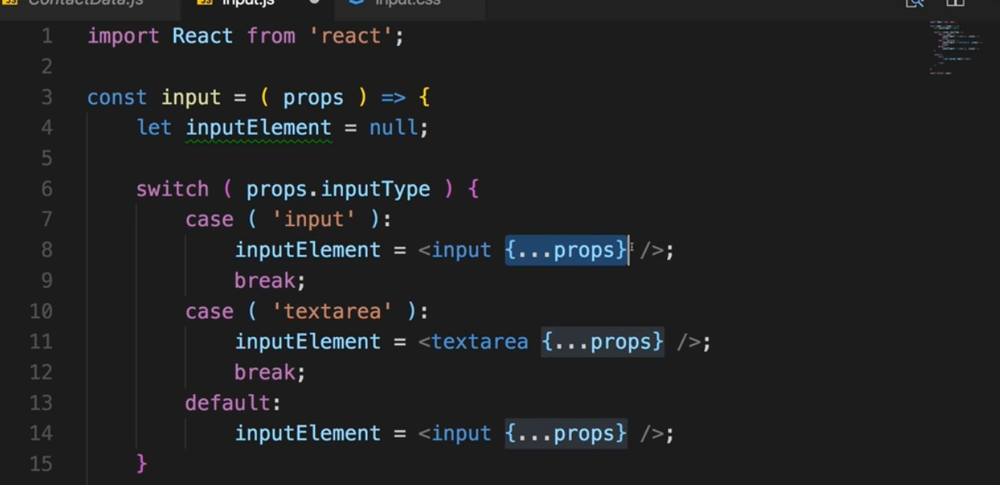 ContactData.js input.js input.css
1 import React from 'react';
2
3 const input = ( props ) => {
4 let inputElement = null;
5
6 switch ( props.inputType ) {
7 case ( 'input' ):
8 inputElement = <input {...props} />;
9 break;
10 case ( 'textarea' ):
11 inputElement = <textarea {...props} />;
12 break;
13 default:
14 inputElement = <input {...props} />;
15 }